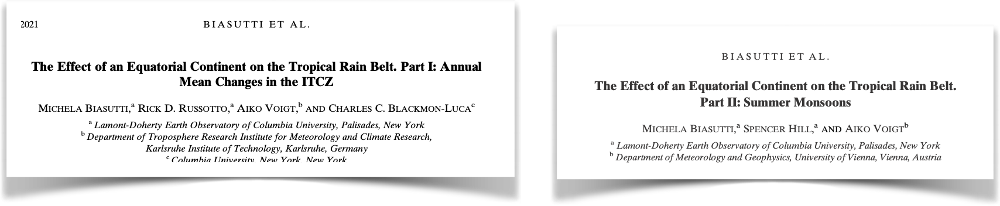 2021 BIASUTTI ET AL.
The Effect of an Equatorial Continent on the Tropical Rain Belt. Part I: Annual
Mean Changes in the ITCZ
MICHELA BIASUTTI,ᵃ RICK D. RUSSOTTO,ᵃ AIKO VOIGT,ᵇ AND CHARLES C. BLACKMON-LUCAᶜ
ᵃ Lamont-Doherty Earth Observatory of Columbia University, Palisades, New York
ᵇ Department of Troposphere Research Institute for Meteorology and Climate Research,
Karlsruhe Institute of Technology, Karlsruhe, Germany
ᶜ Columbia University, New York, New York
BIASUTTI ET AL.
The Effect of an Equatorial Continent on the Tropical Rain Belt.
Part II: Summer Monsoons
MICHELA BIASUTTI,ᵃ SPENCER HILL,ᵃ AND AIKO VOIGTᵇ
ᵃ Lamont-Doherty Earth Observatory of Columbia University, Palisades, New York
ᵇ Department of Meteorology and Geophysics, University of Vienna, Vienna, Austria